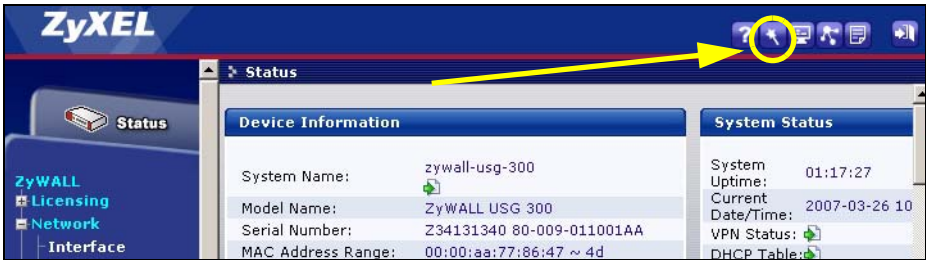 ZyXEL
?
Status
Status
Device Information
System Status
System Name:
zywall-usg-300
System Uptime:
01:17:27
Model Name:
ZyWALL USG 300
Current Date/Time:
2007-03-26 10
Serial Number:
Z34131340 80-009-011001AA
VPN Status:
MAC Address Range:
00:00:aa:77:86:47 ~ 4d
DHCP Table:
ZyWALL
Licensing
Network
Interface